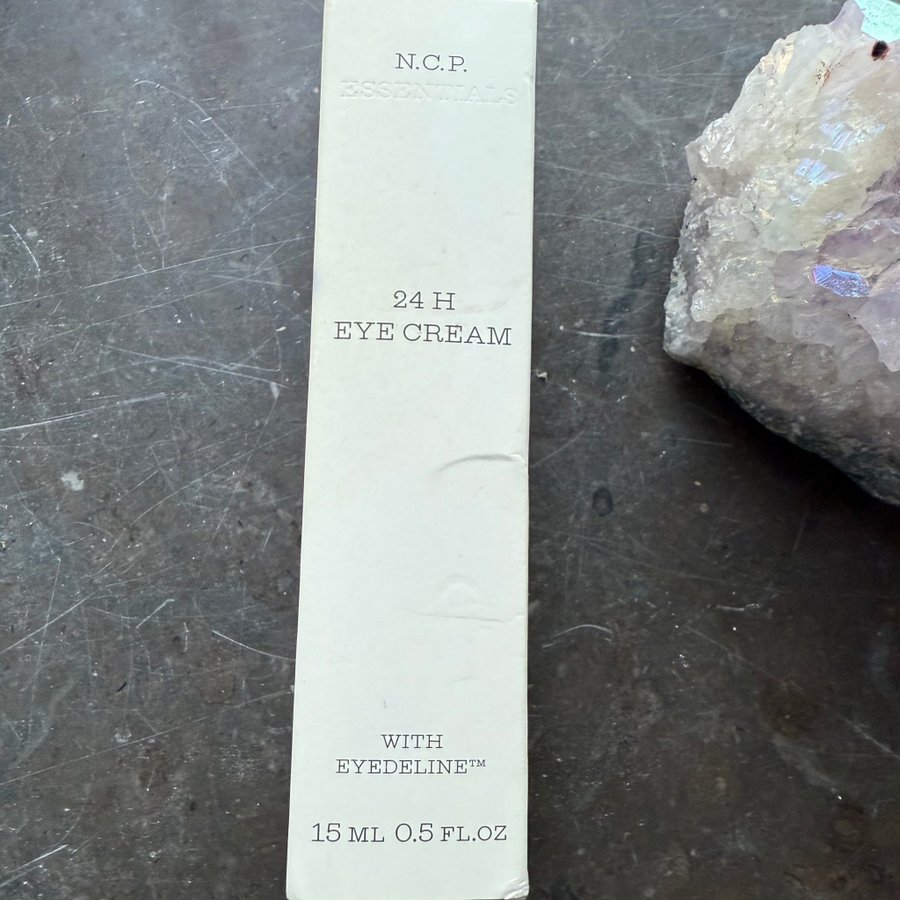 N.C.P.
ESSENTIALS
24 H
EYE CREAM
WITH
EYEDELINE™
15 ML 0.5 FL.OZ